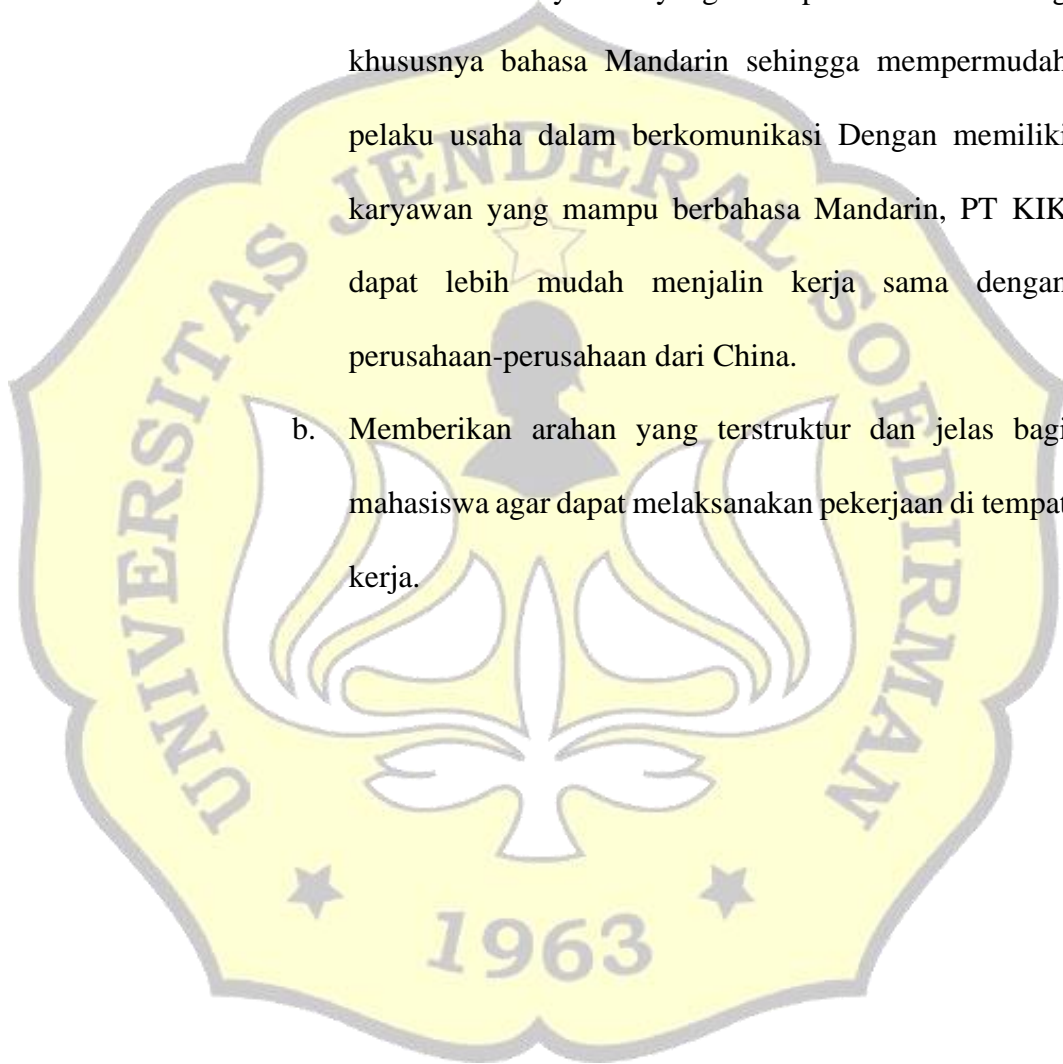 khususnya bahasa Mandarin sehingga mempermudah
pelaku usaha dalam berkomunikasi Dengan memiliki
karyawan yang mampu berbahasa Mandarin, PT KIK
dapat lebih mudah menjalin kerja sama dengan
perusahaan-perusahaan dari China.
b. Memberikan arahan yang terstruktur dan jelas bagi
mahasiswa agar dapat melaksanakan pekerjaan di tempat
kerja.
UNIVERSITAS JENDERAL SOEDIRMAN
1963